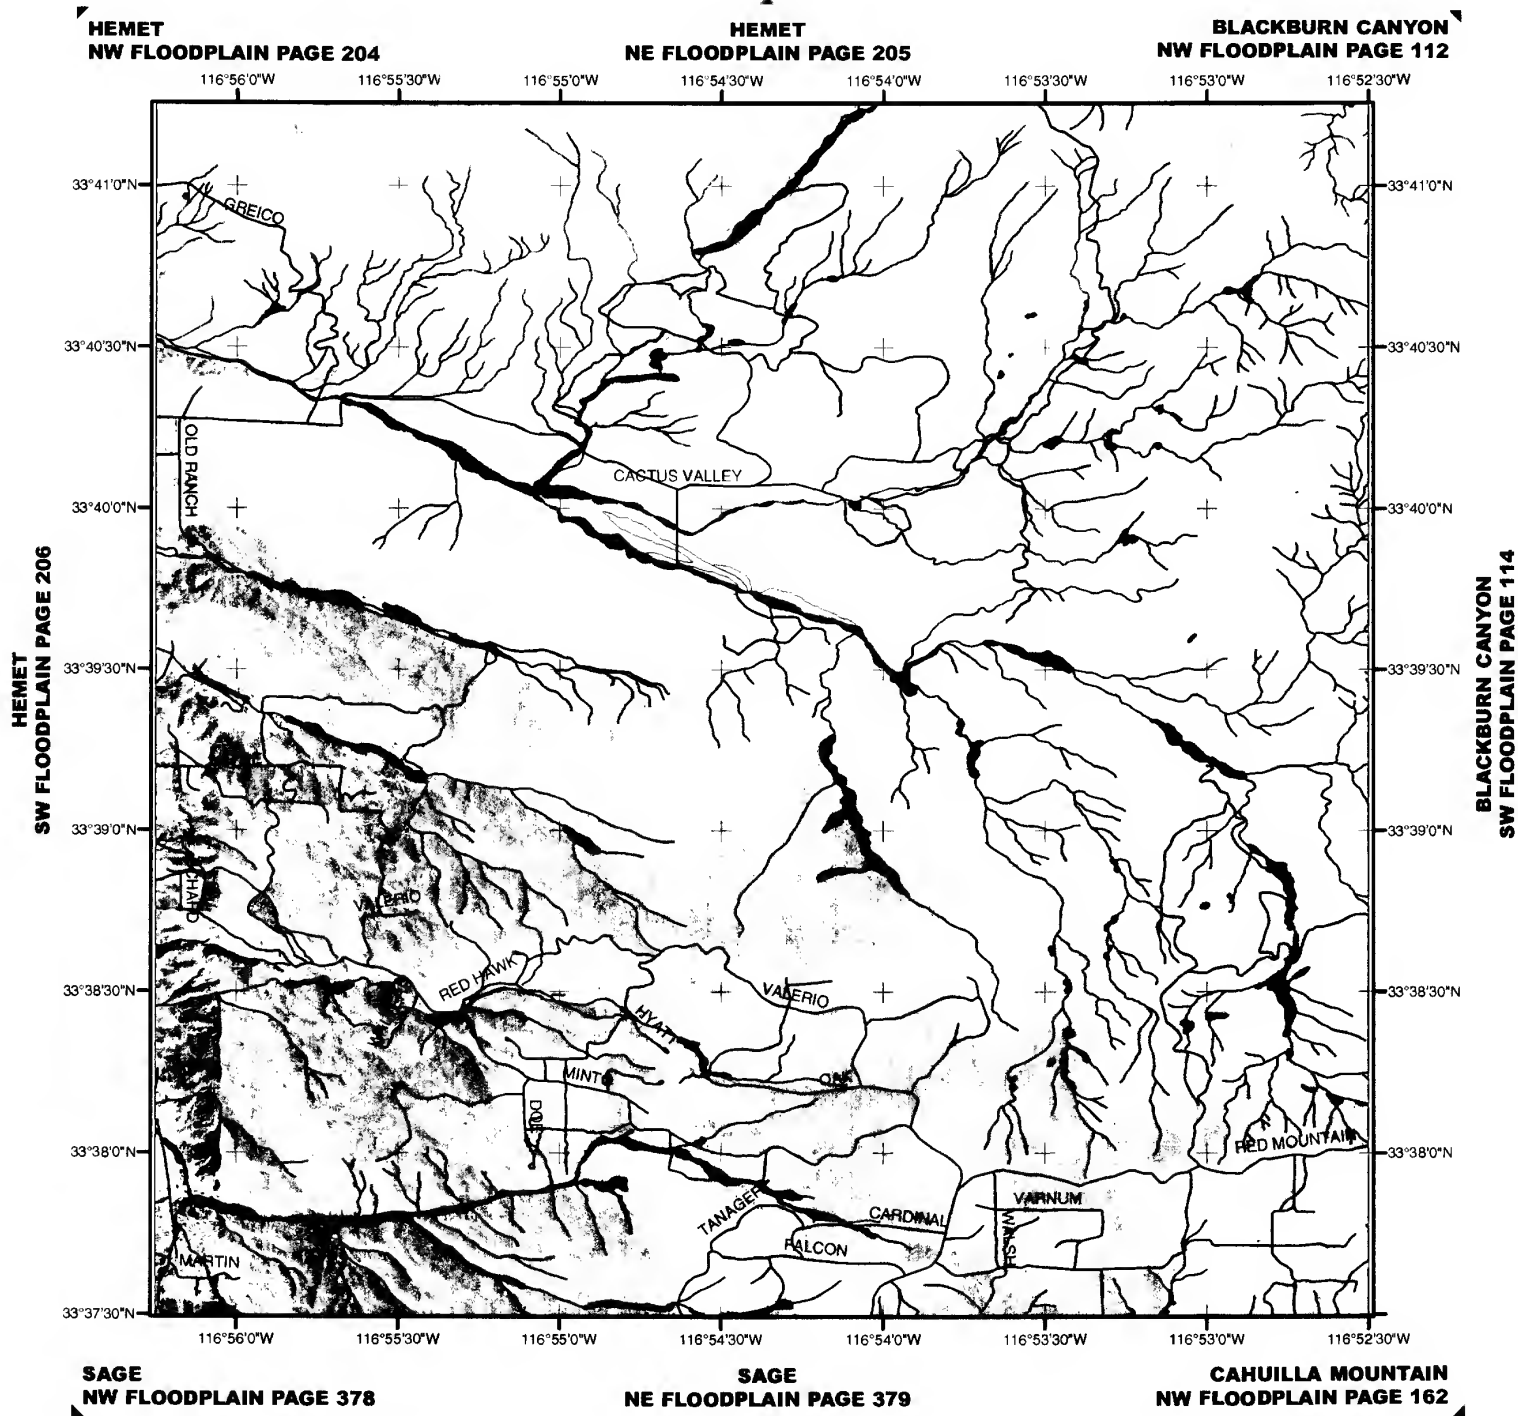 HEMET
NW FLOODPLAIN PAGE 204
HEMET
NE FLOODPLAIN PAGE 205
BLACKBURN CANYON
NW FLOODPLAIN PAGE 112
116°56'0"W
116°55'30"W
116°55'0"W
116°54'30"W
116°54'0"W
116°53'30"W
116°53'0"W
116°52'30"W
33°41'0"N
33°41'0"N
GREICO
33°40'30"N
33°40'30"N
OLD RANCH
CACTUS VALLEY
33°40'0"N
33°40'0"N
HEMET
SW FLOODPLAIN PAGE 206
BLACKBURN CANYON
SW FLOODPLAIN PAGE 114
33°39'30"N
33°39'30"N
33°39'0"N
33°39'0"N
VALERIO
RED HAWK
33°38'30"N
33°38'30"N
VALERIO
HYATT
MINTO
OAK
DOE
RED MOUNTAIN
33°38'0"N
33°38'0"N
TANAGER
CARDINAL
VARNUM
WALSH
FALCON
MARTIN
33°37'30"N
33°37'30"N
116°56'0"W
116°55'30"W
116°55'0"W
116°54'30"W
116°54'0"W
116°53'30"W
116°53'0"W
116°52'30"W
SAGE
NW FLOODPLAIN PAGE 378
SAGE
NE FLOODPLAIN PAGE 379
CAHUILLA MOUNTAIN
NW FLOODPLAIN PAGE 162